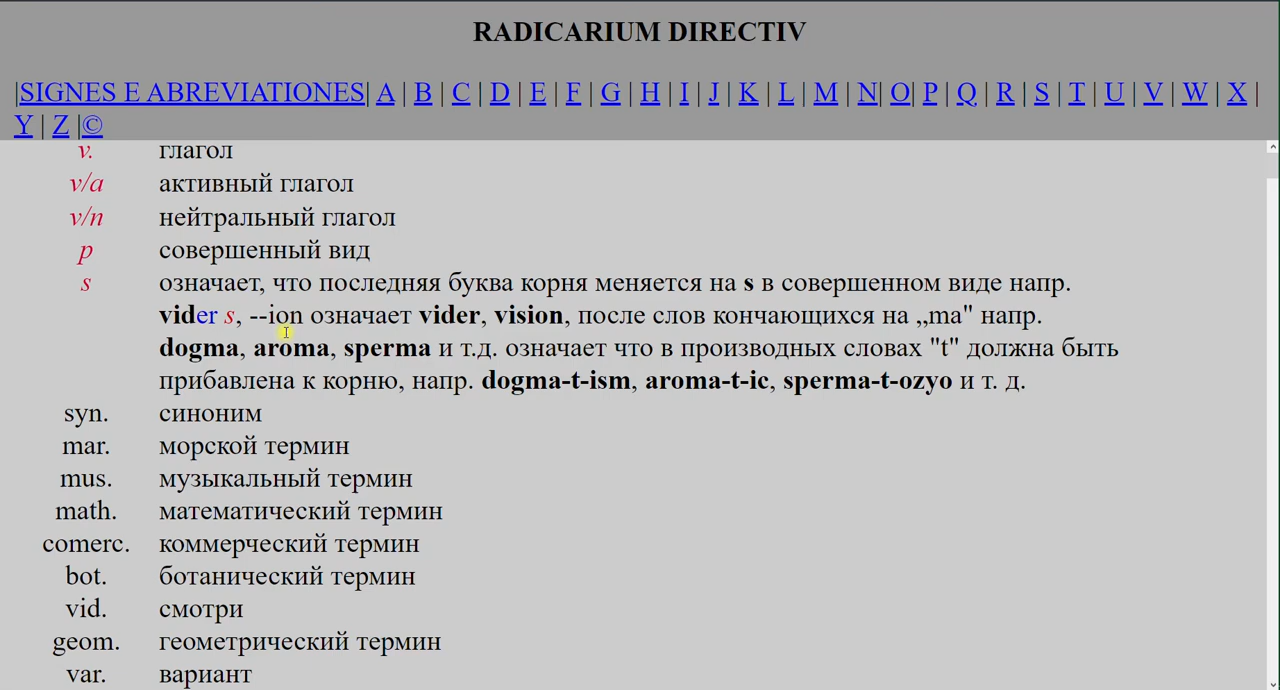 RADICARIUM DIRECTIV
|SIGNES E ABREVIATIONES| A | B | C | D | E | F | G | H | I | J | K | L | M | N| O| P | Q | R | S | T | U | V | W | X |
Y | Z |©
v. глагол
v/a активный глагол
v/n нейтральный глагол
p совершенный вид
s означает, что последняя буква корня меняется на s в совершенном виде напр.
vider s, --ion означает vider, vision, после слов кончающихся на „ma" напр.
dogma, aroma, sperma и т.д. означает что в производных словах "t" должна быть
прибавлена к корню, напр. dogma-t-ism, aroma-t-ic, sperma-t-ozyo и т. д.
syn. синоним
mar. морской термин
mus. музыкальный термин
math. математический термин
comerc. коммерческий термин
bot. ботанический термин
vid. смотри
geom. геометрический термин
var. вариант